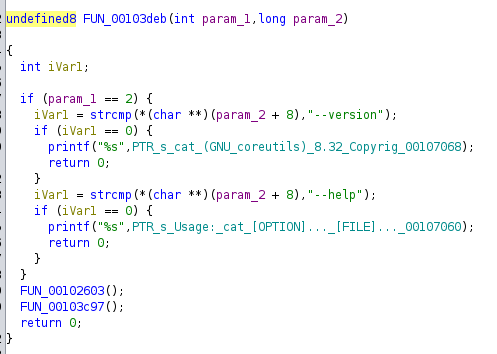 undefined8 FUN_00103deb(int param_1,long param_2)
{
int iVar1;
if (param_1 == 2) {
iVar1 = strcmp(*(char **)(param_2 + 8),"--version");
if (iVar1 == 0) {
printf("%s",PTR_s_cat_(GNU_coreutils)_8.32_Copyrig_00107068);
return 0;
}
iVar1 = strcmp(*(char **)(param_2 + 8),"--help");
if (iVar1 == 0) {
printf("%s",PTR_s_Usage:_cat_[OPTION]..._[FILE]..._00107060);
return 0;
}
}
FUN_00102603();
FUN_00103c97();
return 0;
}